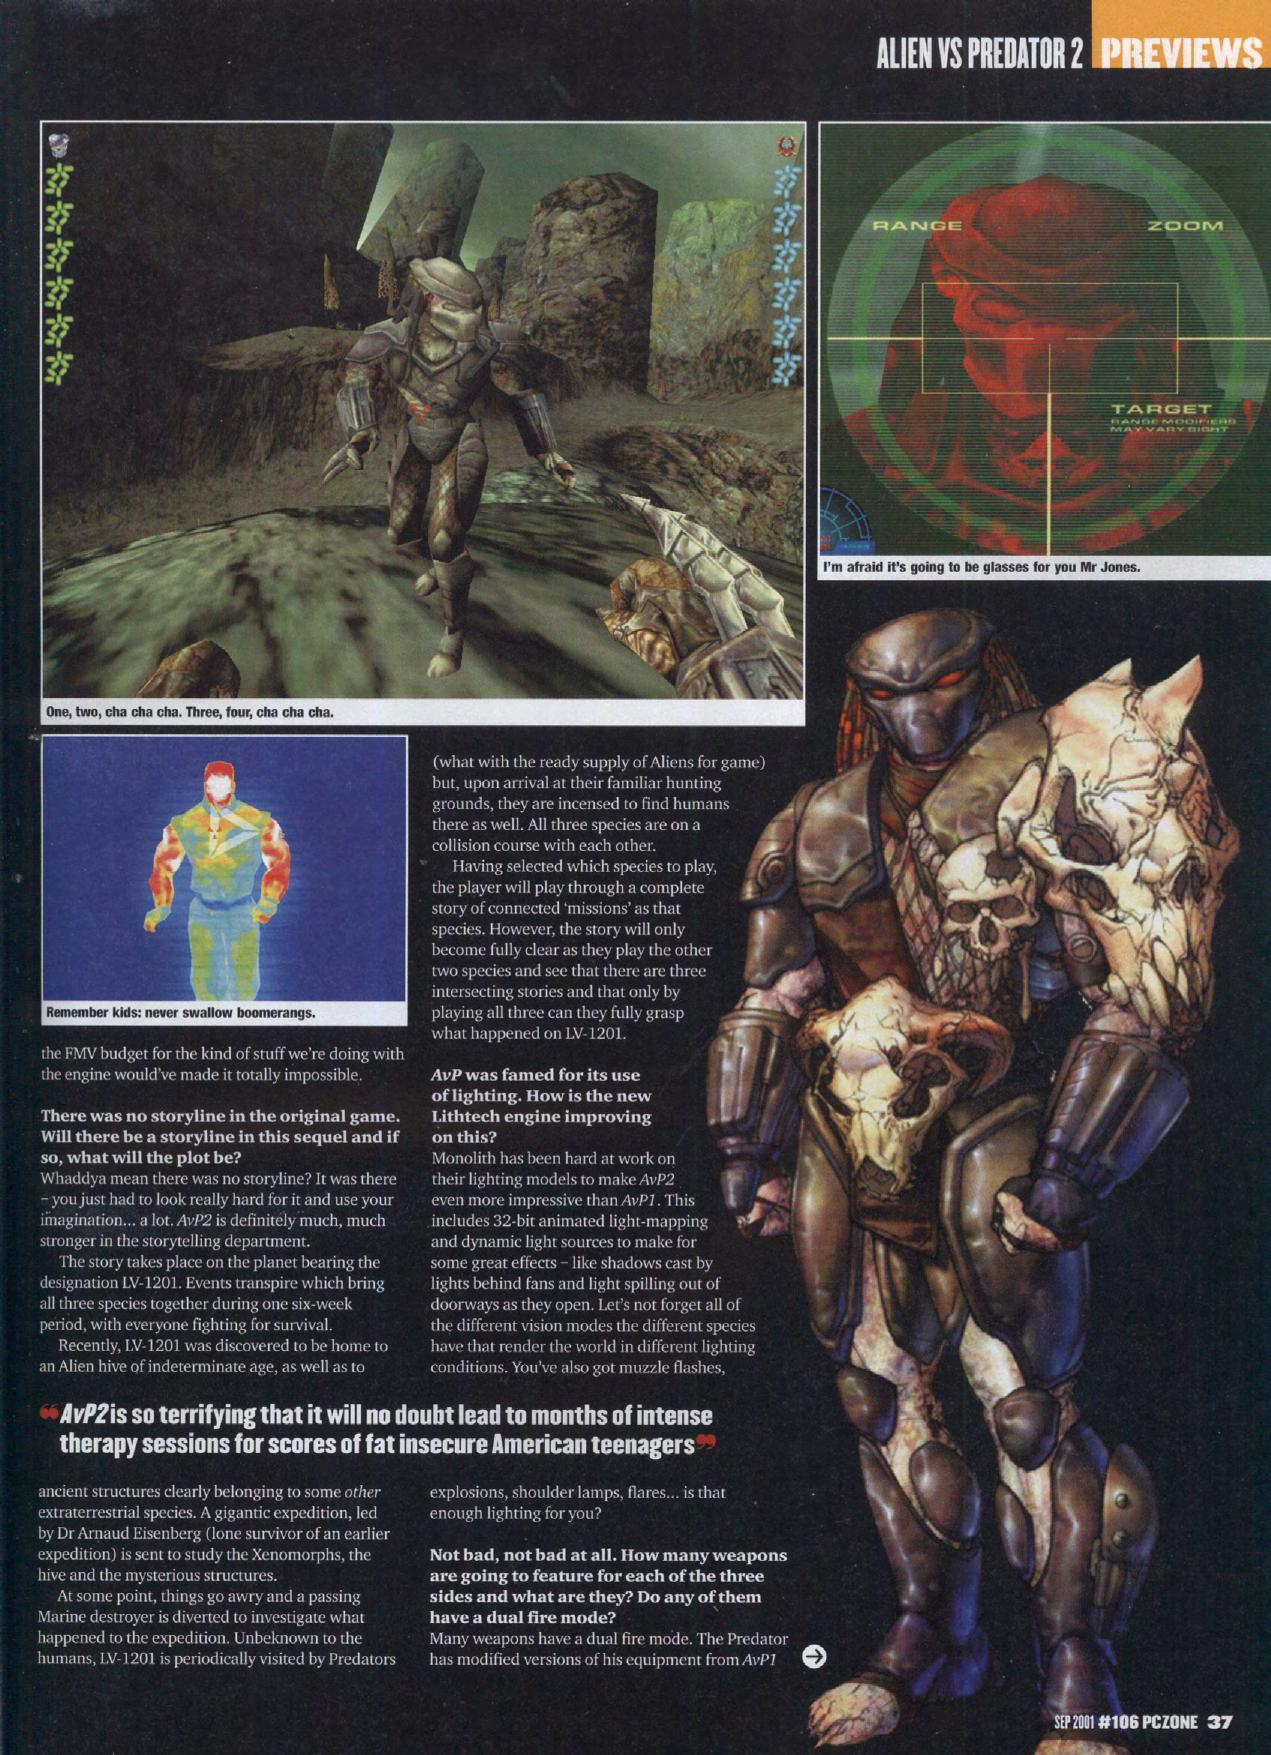 ALIEN VS PREDATOR 2 PREVIEWS
RANGE
ZOOM
TARGET
RANGE MODIFIERS
MAY VARY SIGHT
I'm afraid it's going to be glasses for you Mr Jones.
One, two, cha cha cha. Three, four, cha cha cha.
Remember kids: never swallow boomerangs.
the FMV budget for the kind of stuff we're doing with
the engine would've made it totally impossible.
There was no storyline in the original game.
Will there be a storyline in this sequel and if
so, what will the plot be?
Whaddya mean there was no storyline? It was there
– you just had to look really hard for it and use your
imagination... a lot. AvP2 is definitely much, much
stronger in the storytelling department.
The story takes place on the planet bearing the
designation LV-1201. Events transpire which bring
all three species together during one six-week
period, with everyone fighting for survival.
Recently, LV-1201 was discovered to be home to
an Alien hive of indeterminate age, as well as to
“AvP2 is so terrifying that it will no doubt lead to months of intense
therapy sessions for scores of fat insecure American teenagers”
ancient structures clearly belonging to some other
extraterrestrial species. A gigantic expedition, led
by Dr Arnaud Eisenberg (lone survivor of an earlier
expedition) is sent to study the Xenomorphs, the
hive and the mysterious structures.
At some point, things go awry and a passing
Marine destroyer is diverted to investigate what
happened to the expedition. Unbeknown to the
humans, LV-1201 is periodically visited by Predators
(what with the ready supply of Aliens for game)
but, upon arrival at their familiar hunting
grounds, they are incensed to find humans
there as well. All three species are on a
collision course with each other.
Having selected which species to play,
the player will play through a complete
story of connected 'missions' as that
species. However, the story will only
become fully clear as they play the other
two species and see that there are three
intersecting stories and that only by
playing all three can they fully grasp
what happened on LV-1201.
AvP was famed for its use
of lighting. How is the new
Lithtech engine improving
on this?
Monolith has been hard at work on
their lighting models to make AvP2
even more impressive than AvP1. This
includes 32-bit animated light-mapping
and dynamic light sources to make for
some great effects – like shadows cast by
lights behind fans and light spilling out of
doorways as they open. Let's not forget all of
the different vision modes the different species
have that render the world in different lighting
conditions. You've also got muzzle flashes,
explosions, shoulder lamps, flares... is that
enough lighting for you?
Not bad, not bad at all. How many weapons
are going to feature for each of the three
sides and what are they? Do any of them
have a dual fire mode?
Many weapons have a dual fire mode. The Predator
has modified versions of his equipment from AvP1
SEP 2001 #106 PCZONE 37